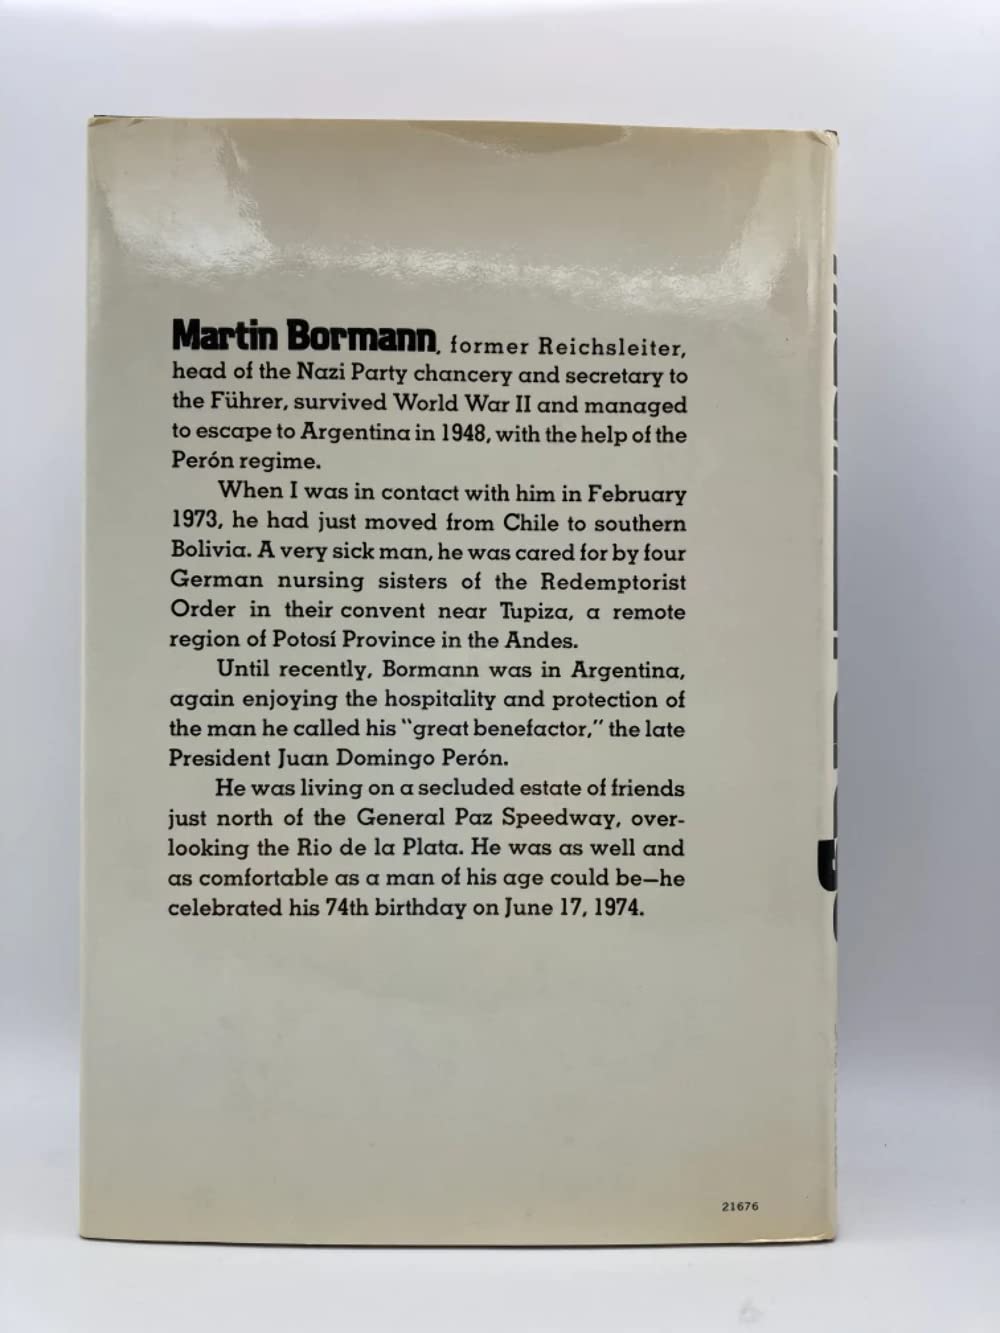 Martin Bormann, former Reichsleiter,
head of the Nazi Party chancery and secretary to
the Führer, survived World War II and managed
to escape to Argentina in 1948, with the help of the
Perón regime.
When I was in contact with him in February
1973, he had just moved from Chile to southern
Bolivia. A very sick man, he was cared for by four
German nursing sisters of the Redemptorist
Order in their convent near Tupiza, a remote
region of Potosí Province in the Andes.
Until recently, Bormann was in Argentina,
again enjoying the hospitality and protection of
the man he called his "great benefactor," the late
President Juan Domingo Perón.
He was living on a secluded estate of friends
just north of the General Paz Speedway, over-
looking the Rio de la Plata. He was as well and
as comfortable as a man of his age could be—he
celebrated his 74th birthday on June 17, 1974.
21676